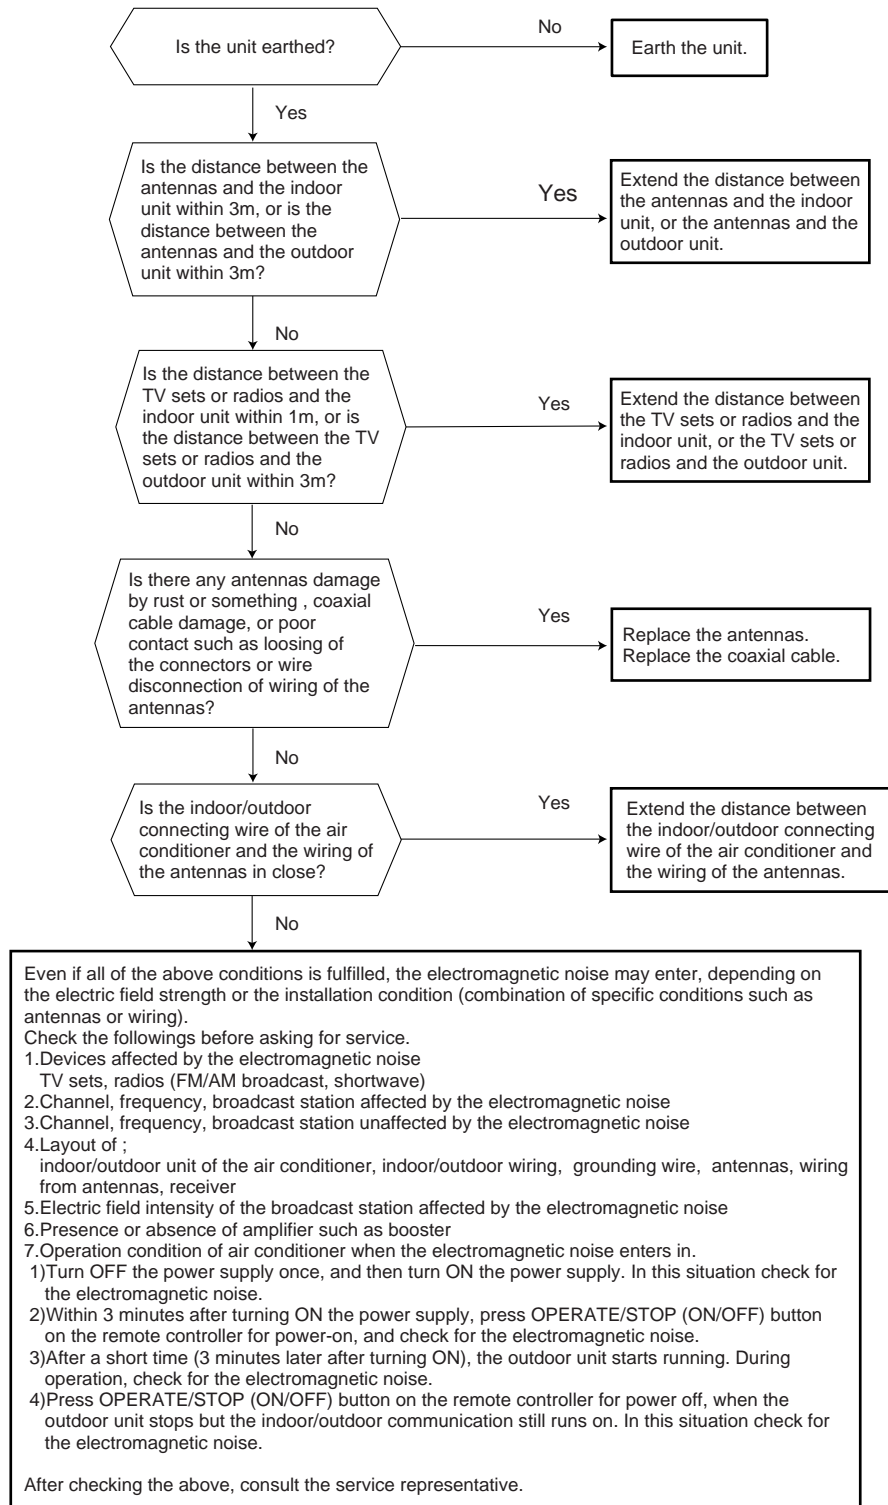 Is the unit earthed?
No
Earth the unit.
Yes
Is the distance between the
antennas and the indoor
unit within 3m, or is the
distance between the
antennas and the outdoor
unit within 3m?
Yes
Extend the distance between
the antennas and the indoor
unit, or the antennas and the
outdoor unit.
No
Is the distance between the
TV sets or radios and the
indoor unit within 1m, or is
the distance between the TV
sets or radios and the
outdoor unit within 3m?
Yes
Extend the distance between
the TV sets or radios and the
indoor unit, or the TV sets or
radios and the outdoor unit.
No
Is there any antennas damage
by rust or something , coaxial
cable damage, or poor
contact such as loosing of
the connectors or wire
disconnection of wiring of the
antennas?
Yes
Replace the antennas.
Replace the coaxial cable.
No
Is the indoor/outdoor
connecting wire of the air
conditioner and the wiring of
the antennas in close?
Yes
Extend the distance between
the indoor/outdoor connecting
wire of the air conditioner and
the wiring of the antennas.
No
Even if all of the above conditions is fulfilled, the electromagnetic noise may enter, depending on
the electric field strength or the installation condition (combination of specific conditions such as
antennas or wiring).
Check the followings before asking for service.
1.Devices affected by the electromagnetic noise
TV sets, radios (FM/AM broadcast, shortwave)
2.Channel, frequency, broadcast station affected by the electromagnetic noise
3.Channel, frequency, broadcast station unaffected by the electromagnetic noise
4.Layout of ;
indoor/outdoor unit of the air conditioner, indoor/outdoor wiring, grounding wire, antennas, wiring
from antennas, receiver
5.Electric field intensity of the broadcast station affected by the electromagnetic noise
6.Presence or absence of amplifier such as booster
7.Operation condition of air conditioner when the electromagnetic noise enters in.
1)Turn OFF the power supply once, and then turn ON the power supply. In this situation check for
the electromagnetic noise.
2)Within 3 minutes after turning ON the power supply, press OPERATE/STOP (ON/OFF) button
on the remote controller for power-on, and check for the electromagnetic noise.
3)After a short time (3 minutes later after turning ON), the outdoor unit starts running. During
operation, check for the electromagnetic noise.
4)Press OPERATE/STOP (ON/OFF) button on the remote controller for power off, when the
outdoor unit stops but the indoor/outdoor communication still runs on. In this situation check for
the electromagnetic noise.
After checking the above, consult the service representative.